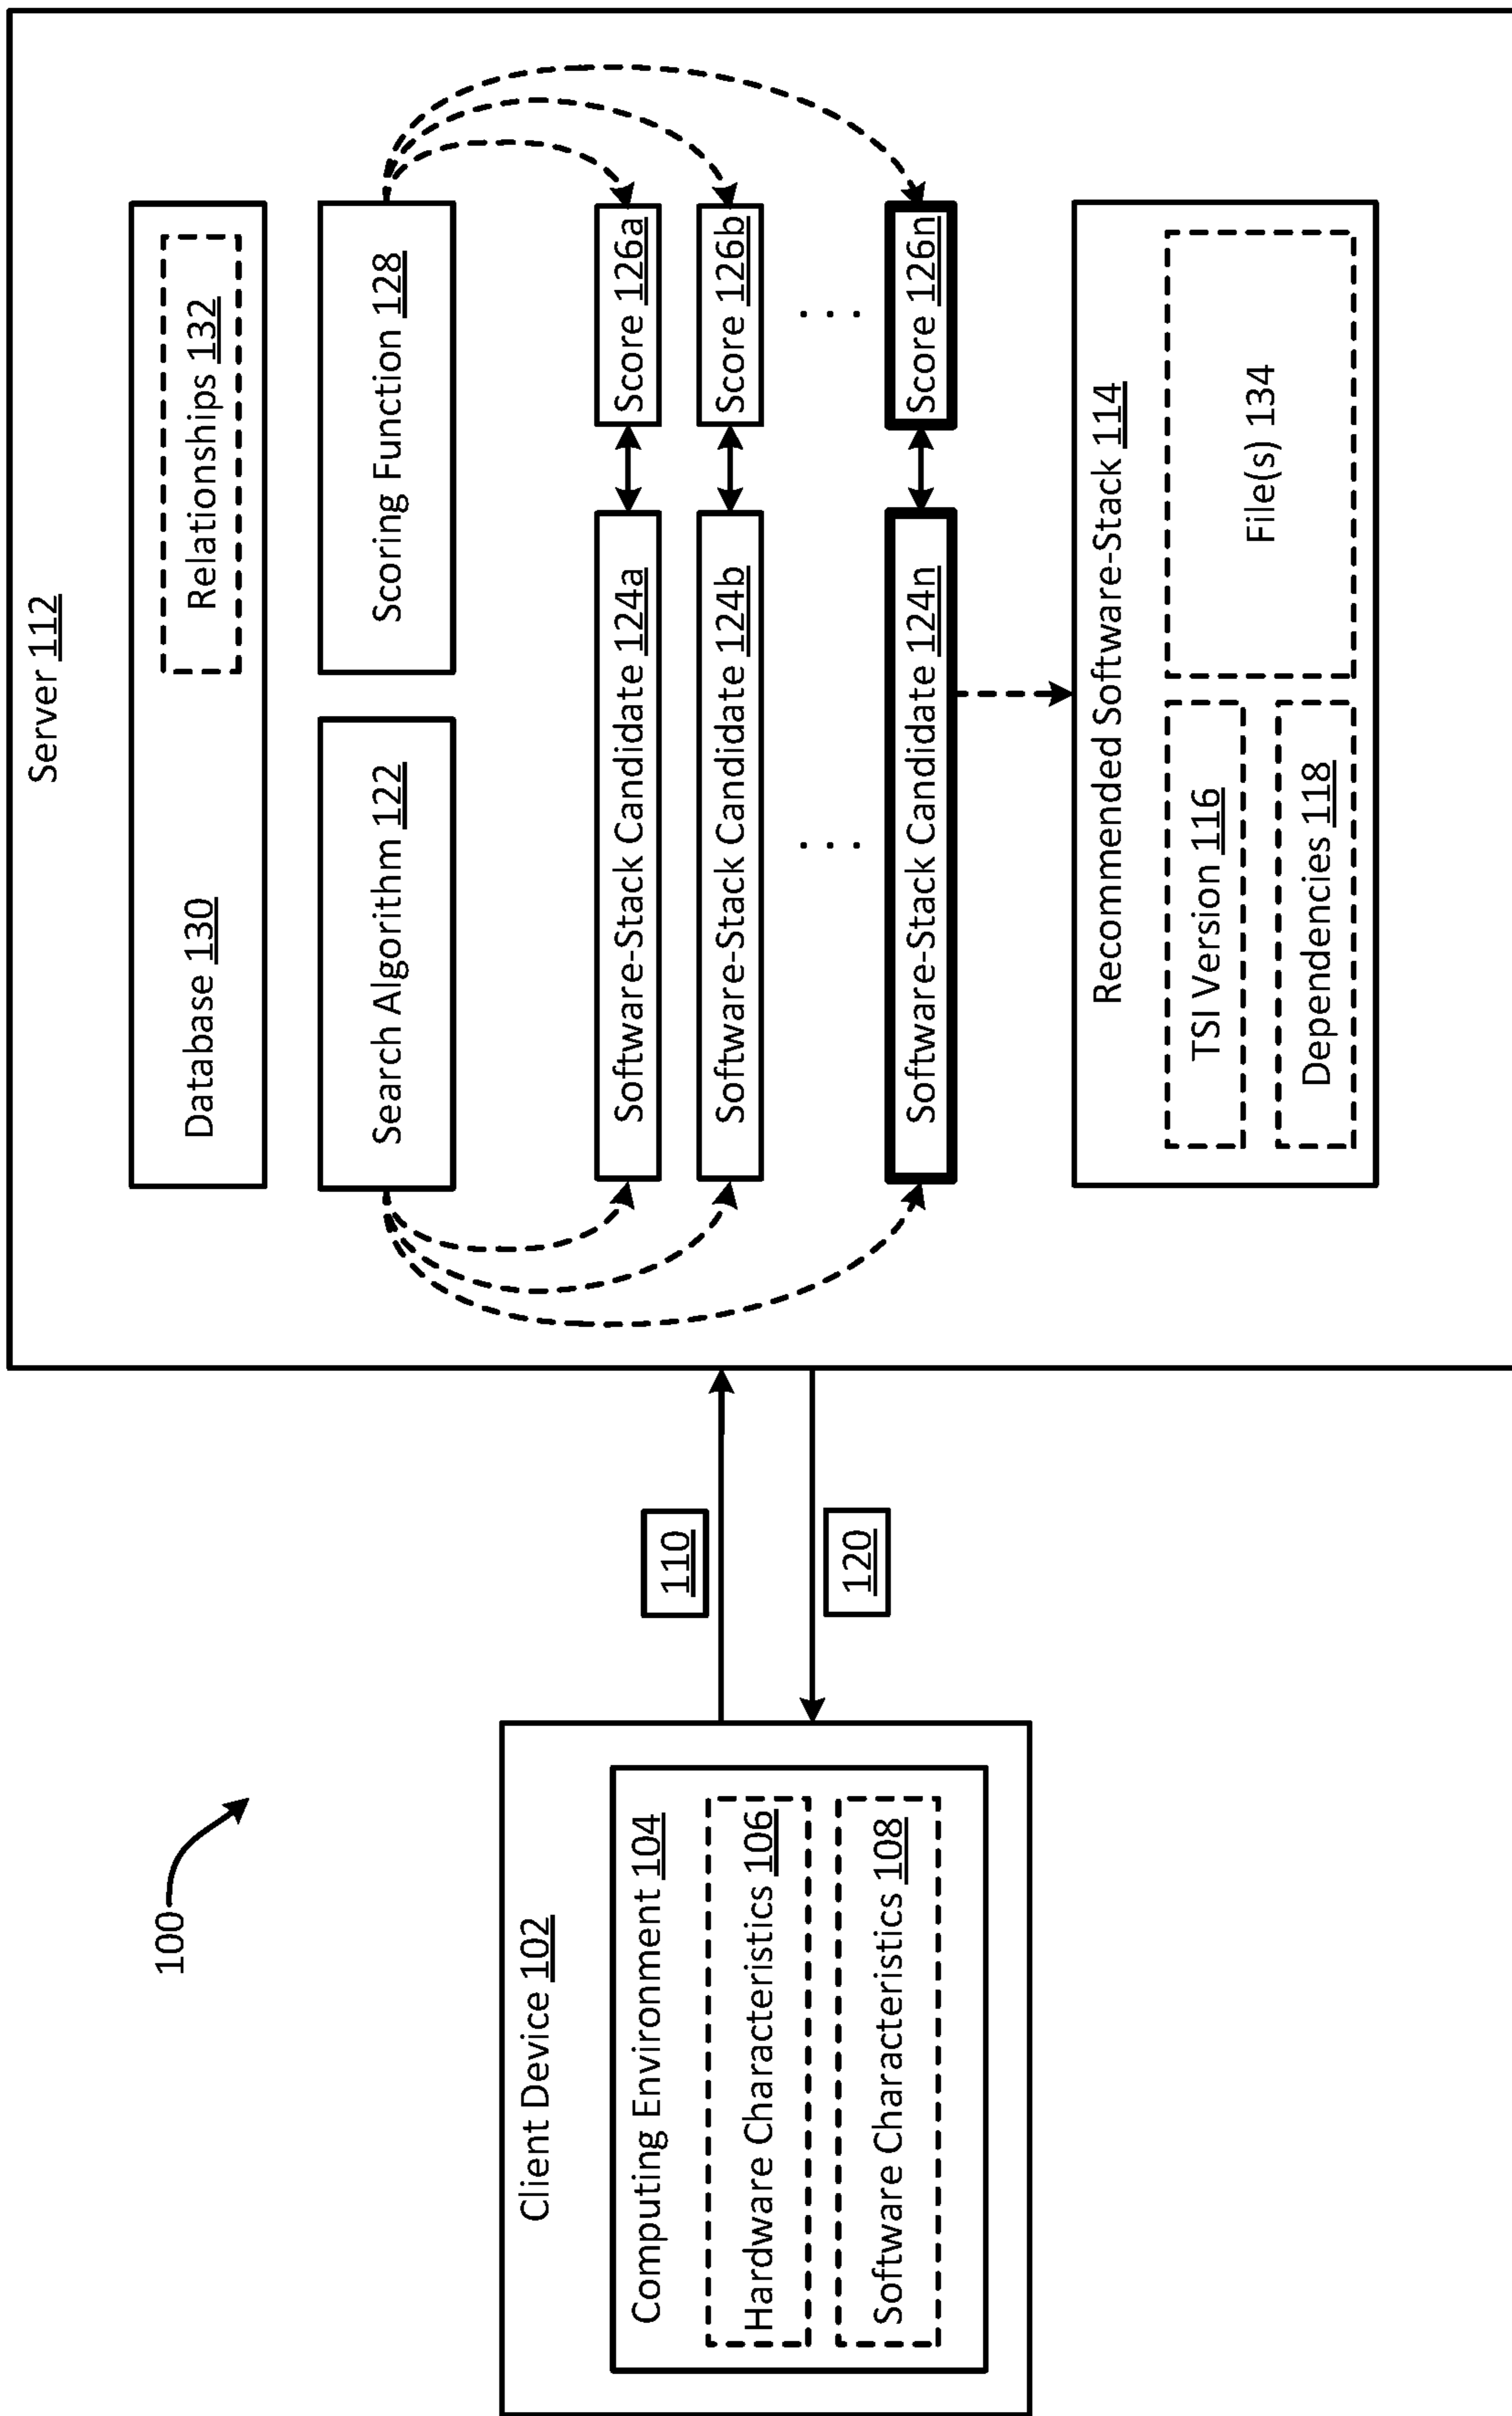 100
Client Device 102
Computing Environment 104
Hardware Characteristics 106
Software Characteristics 108
110
120
Server 112
Database 130
Relationships 132
Search Algorithm 122
Scoring Function 128
Software-Stack Candidate 124a
Score 126a
Software-Stack Candidate 124b
Score 126b
. . .
. . .
Software-Stack Candidate 124n
Score 126n
Recommended Software-Stack 114
TSI Version 116
Dependencies 118
File(s) 134